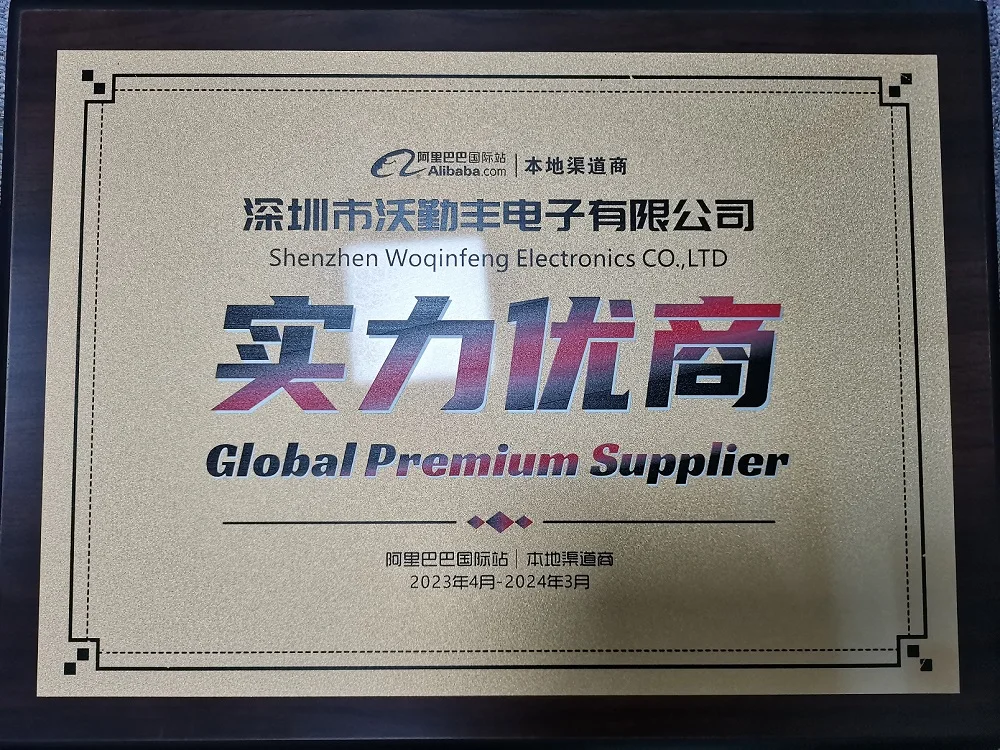 阿里巴巴国际站 本地渠道商
Alibaba.com
深圳市沃勤丰电子有限公司
Shenzhen Woqinfeng Electronics CO.,LTD
实力优商
Global Premium Supplier
阿里巴巴国际站 | 本地渠道商
2023年4月-2024年3月